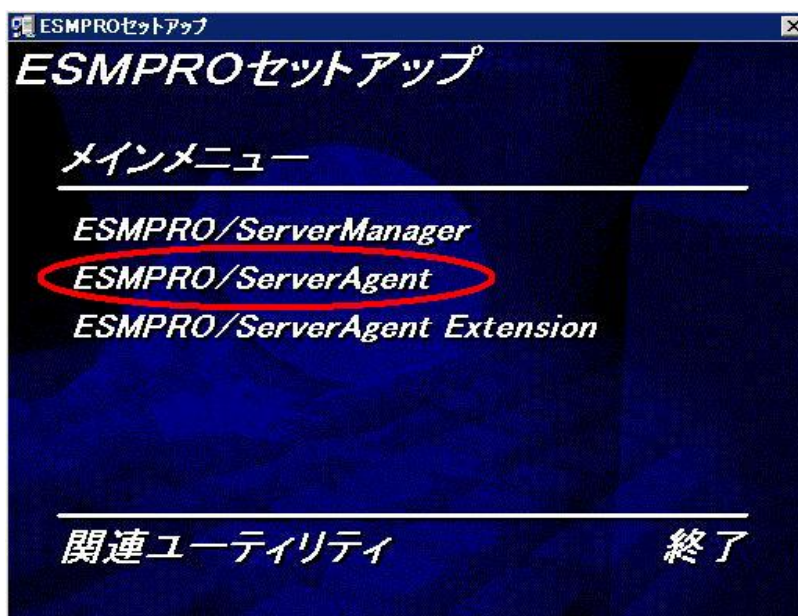 ESMPROセットアップ
ESMPROセットアップ
メインメニュー
ESMPRO/ServerManager
ESMPRO/ServerAgent
ESMPRO/ServerAgent Extension
関連ユーティリティ 終了